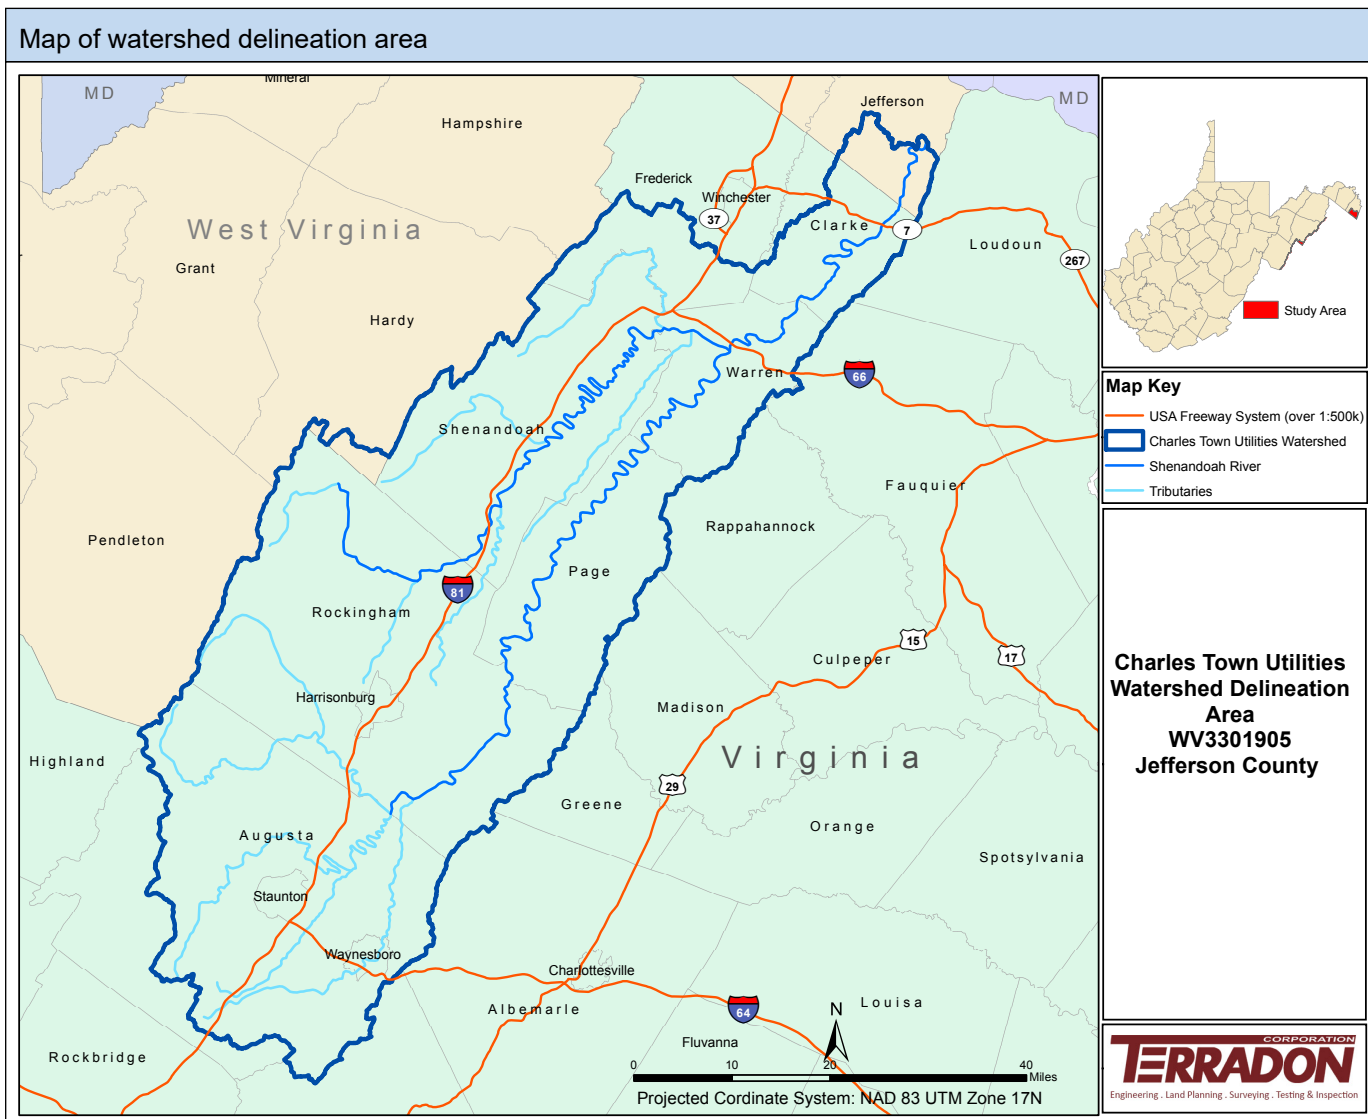 Map of watershed delineation area
Mineral
MD
Hampshire
Jefferson
MD
Frederick
Winchester
37
West Virginia
Clarke
7
Loudoun
267
Grant
Hardy
Warren
66
Shenandoah
Fauquier
Rappahannock
Pendleton
Page
81
Rockingham
15
17
Culpeper
Harrisonburg
Madison
Highland
Virginia
29
Greene
Orange
Augusta
Spotsylvania
Staunton
Waynesboro
Charlottesville
Albemarle
64
Louisa
N
Fluvanna
Rockbridge
0 10 20 40
Miles
Projected Cordinate System: NAD 83 UTM Zone 17N
Study Area
Map Key
USA Freeway System (over 1:500k)
Charles Town Utilities Watershed
Shenandoah River
Tributaries
Charles Town Utilities
Watershed Delineation
Area
WV3301905
Jefferson County
TERRADON
CORPORATION
Engineering . Land Planning . Surveying . Testing & Inspection